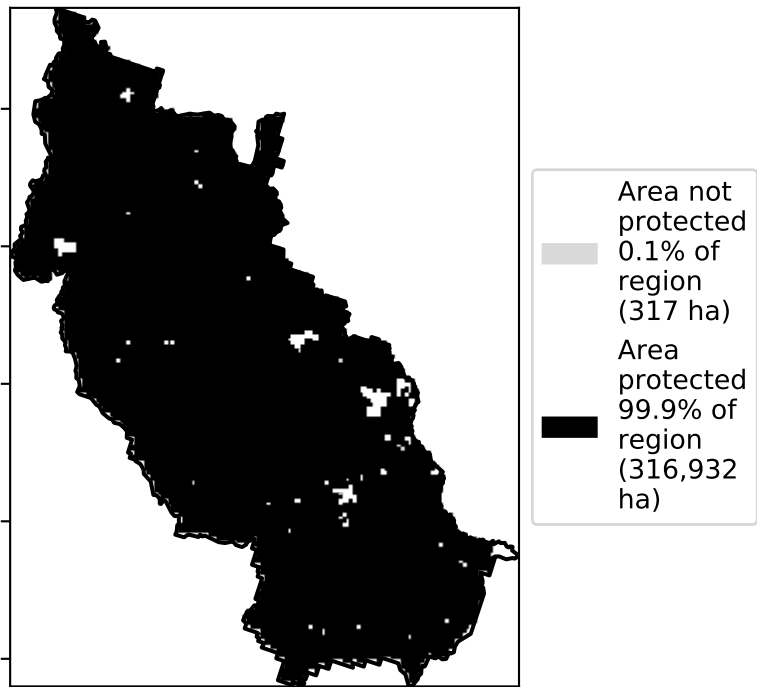 Area not
protected
0.1% of
region
(317 ha)
Area
protected
99.9% of
region
(316,932
ha)